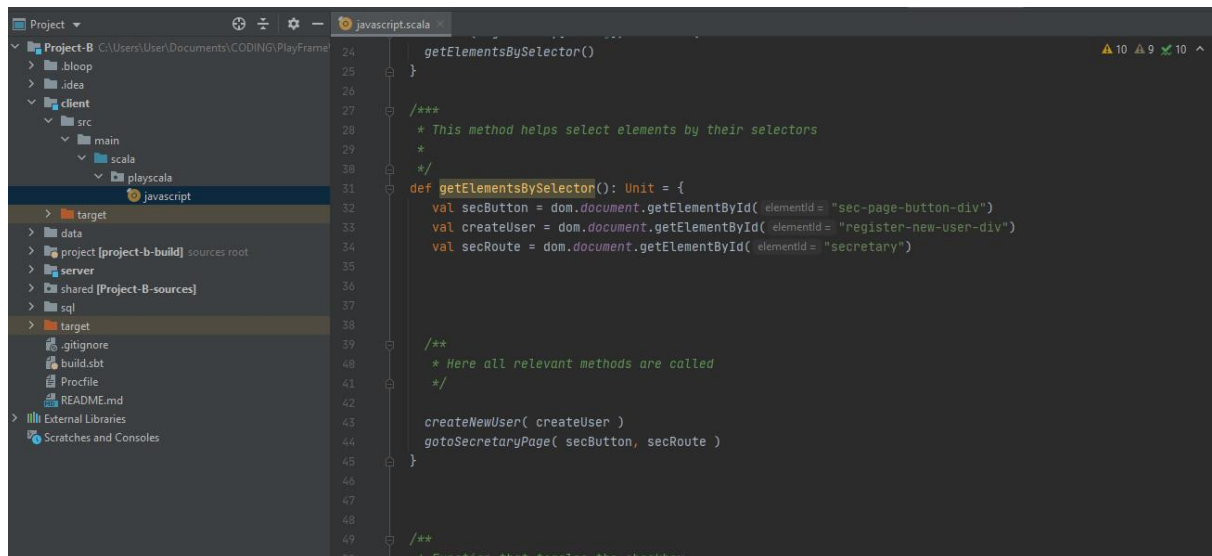 Project
javascript.scala
Project-B C:\Users\User\Documents\CODING\PlayFrame
.bloop
.idea
client
src
main
scala
playscala
javascript
target
data
project [project-b-build] sources root
server
shared [Project-B-sources]
sql
target
.gitignore
build.sbt
Procfile
README.md
External Libraries
Scratches and Consoles
10 9 10
24 getElementsBySelector()
25 }
26
27 /***
28 * This method helps select elements by their selectors
29 *
30 */
31 def getElementsBySelector(): Unit = {
32 val secButton = dom.document.getElementById( elementId = "sec-page-button-div")
33 val createUser = dom.document.getElementById( elementId = "register-new-user-div")
34 val secRoute = dom.document.getElementById( elementId = "secretary")
35
36
37
38
39 /**
40 * Here all relevant methods are called
41 */
42
43 createNewUser( createUser )
44 gotoSecretaryPage( secButton, secRoute )
45 }
46
47
48
49 /**